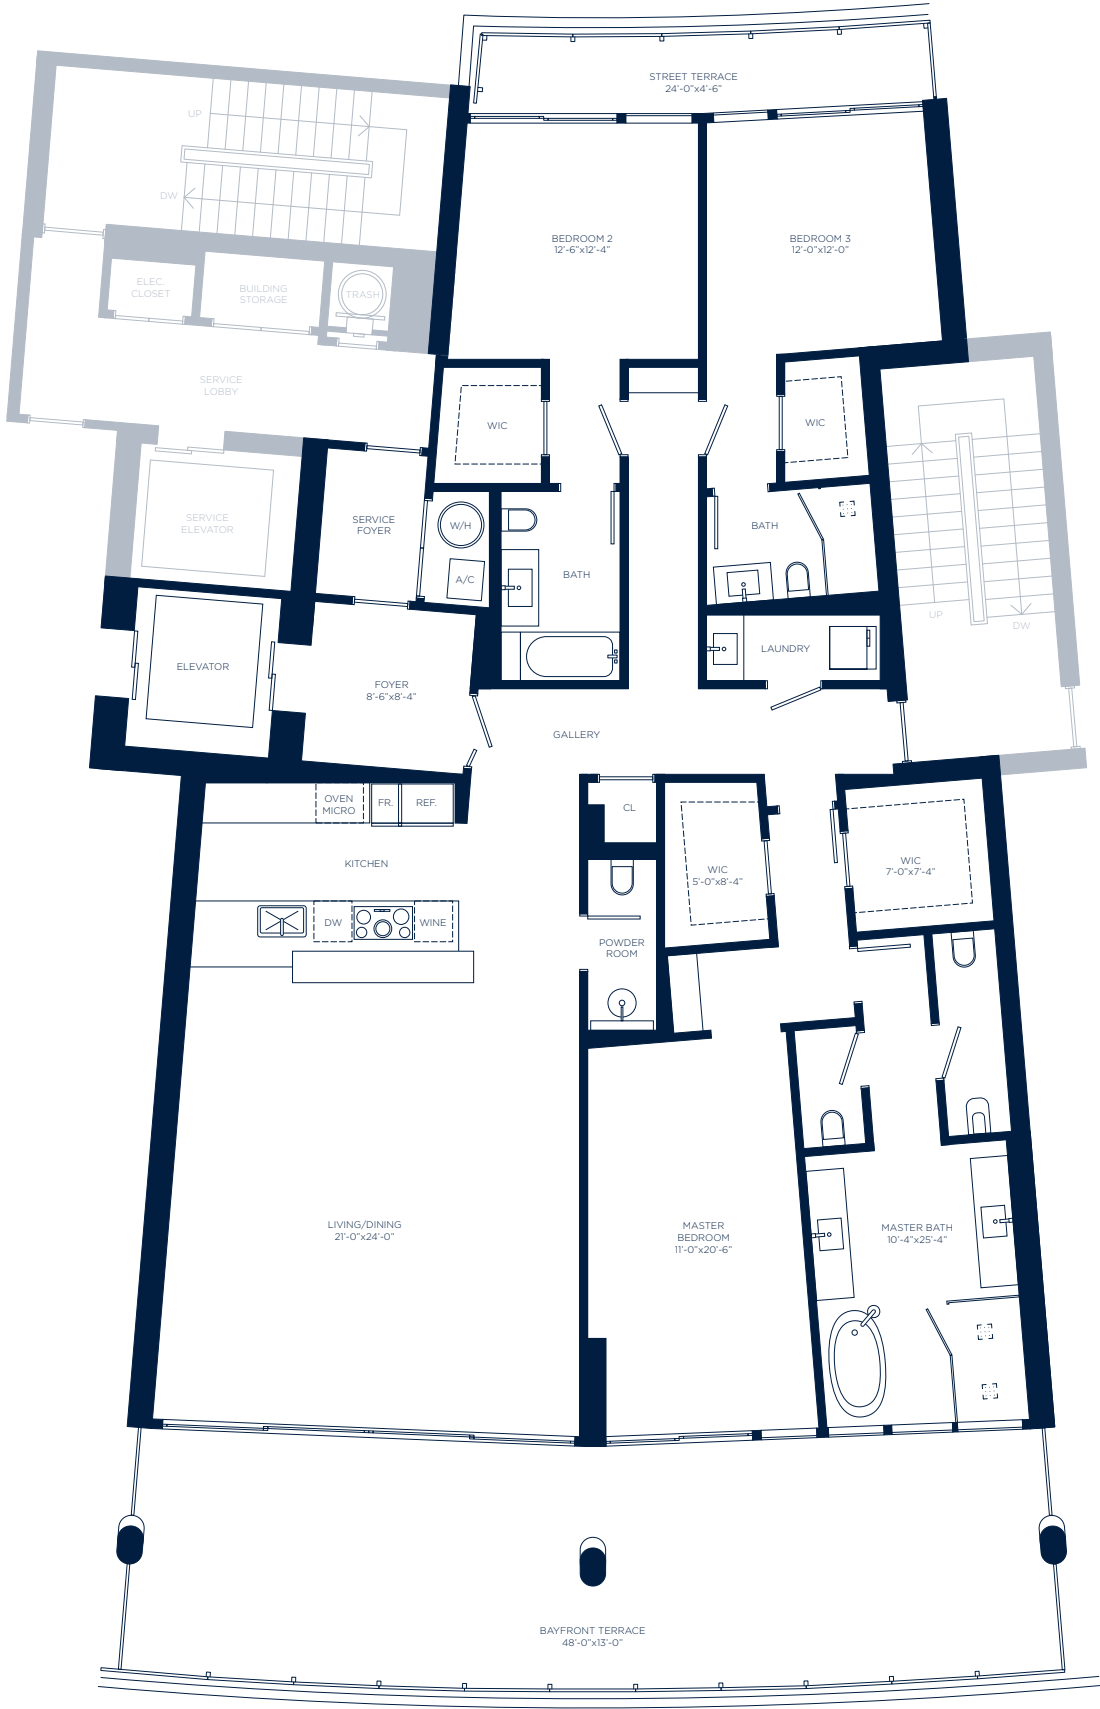 STREET TERRACE
24'-0"x4'-6"
UP
DW
BEDROOM 2
12'-6"x12'-4"
BEDROOM 3
12'-0"x12'-0"
ELEC.
CLOSET
BUILDING
STORAGE
TRASH
SERVICE
LOBBY
WIC
WIC
SERVICE
ELEVATOR
SERVICE
FOYER
W/H
A/C
BATH
BATH
UP
DW
LAUNDRY
ELEVATOR
FOYER
8'-6"x8'-4"
GALLERY
OVEN
MICRO
FR.
REF.
CL
KITCHEN
WIC
5'-0"x8'-4"
WIC
7'-0"x7'-4"
DW
WINE
POWDER
ROOM
LIVING/DINING
21'-0"x24'-0"
MASTER
BEDROOM
11'-0"x20'-6"
MASTER BATH
10'-4"x25'-4"
BAYFRONT TERRACE
48'-0"x13'-0"